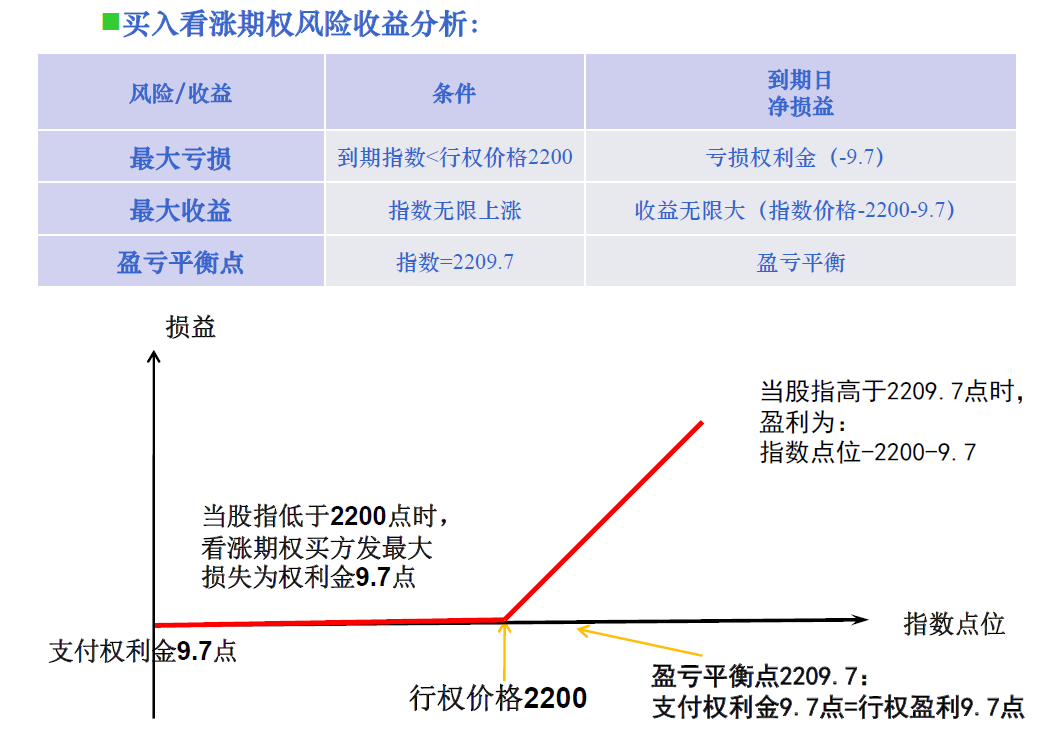 买入看涨期权风险收益分析：
风险/收益
条件
到期日
净损益
最大亏损
到期指数<行权价格2200
亏损权利金（-9.7）
最大收益
指数无限上涨
收益无限大（指数价格-2200-9.7）
盈亏平衡点
指数=2209.7
盈亏平衡
损益
当股指高于2209.7点时，
盈利为：
指数点位-2200-9.7
当股指低于2200点时，
看涨期权买方发最大
损失为权利金9.7点
支付权利金9.7点
指数点位
行权价格2200
盈亏平衡点2209.7：
支付权利金9.7点=行权盈利9.7点